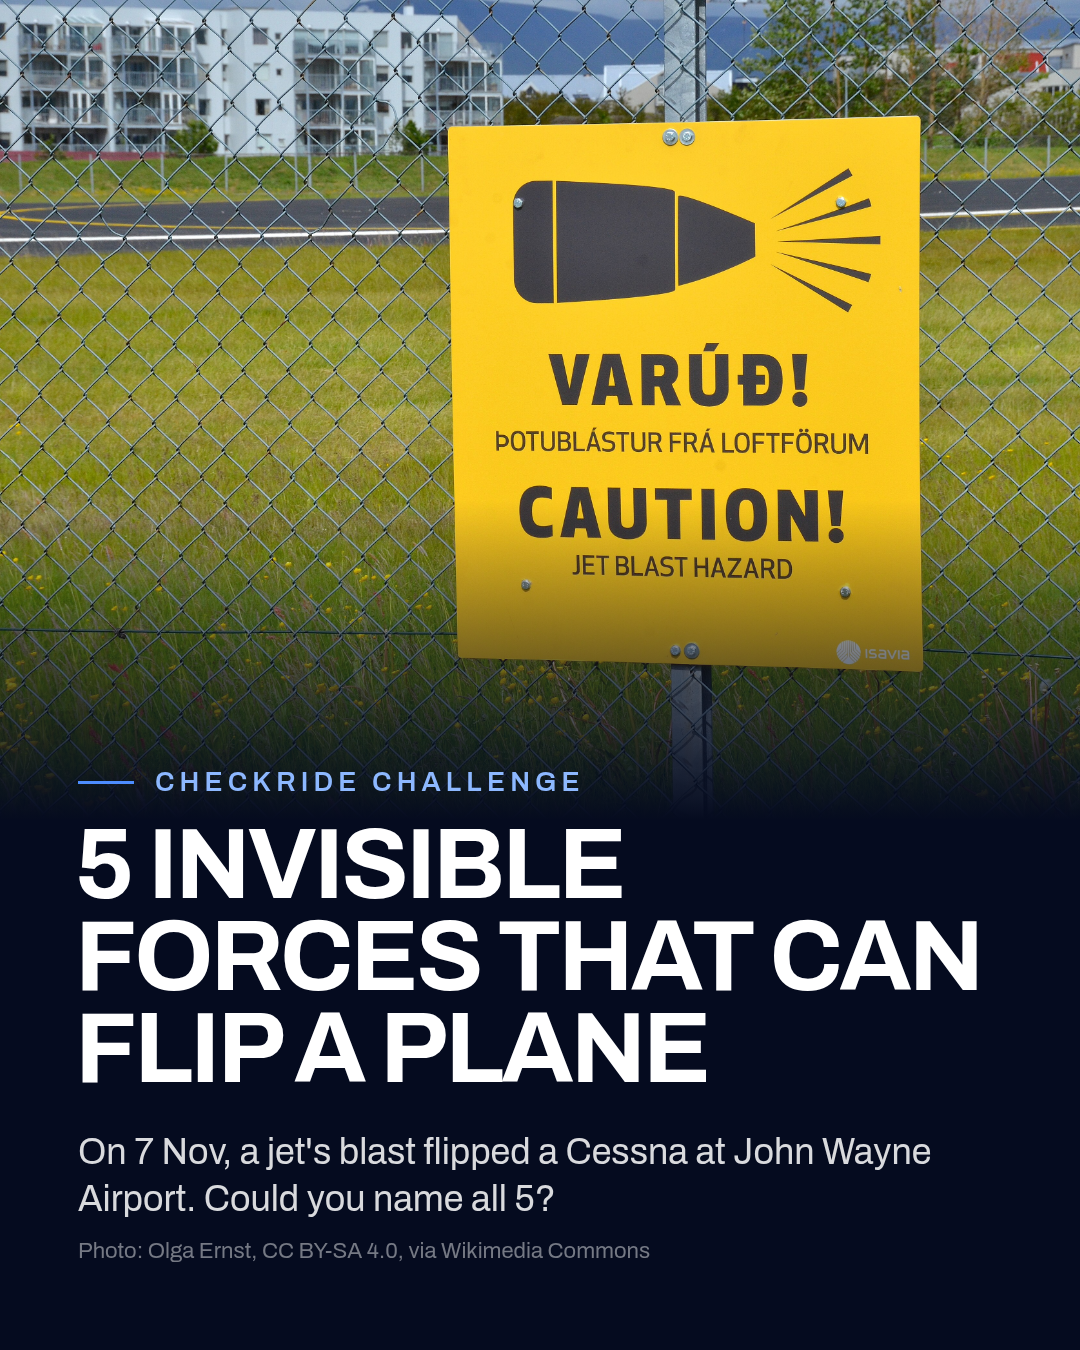 VARÚÐ!
ÞOTUBLÁSTUR FRÁ LOFTFÖRUM
CAUTION!
JET BLAST HAZARD
isavia
CHECKRIDE CHALLENGE
5 INVISIBLE
FORCES THAT CAN
FLIP A PLANE
On 7 Nov, a jet's blast flipped a Cessna at John Wayne
Airport. Could you name all 5?
Photo: Olga Ernst, CC BY-SA 4.0, via Wikimedia Commons